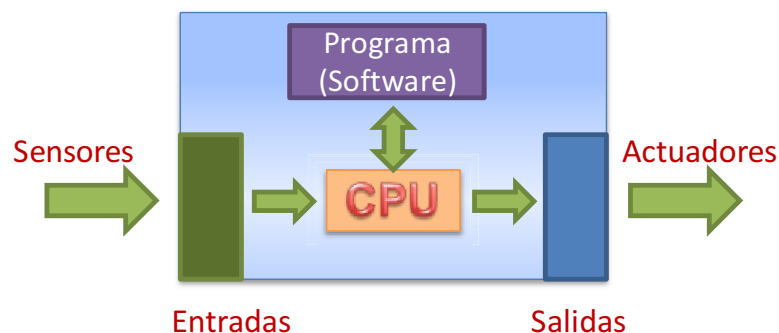 Programa
(Software)
Sensores
CPU
Actuadores
Entradas
Salidas